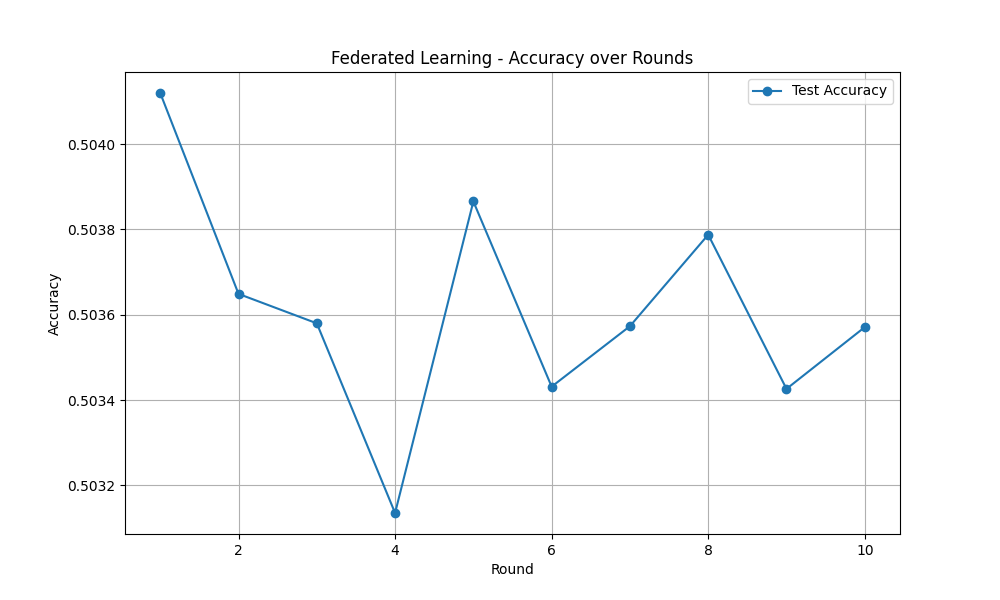 Federated Learning - Accuracy over Rounds
Test Accuracy
0.5040
0.5038
0.5036
0.5034
0.5032
Accuracy
2 4 6 8 10
Round